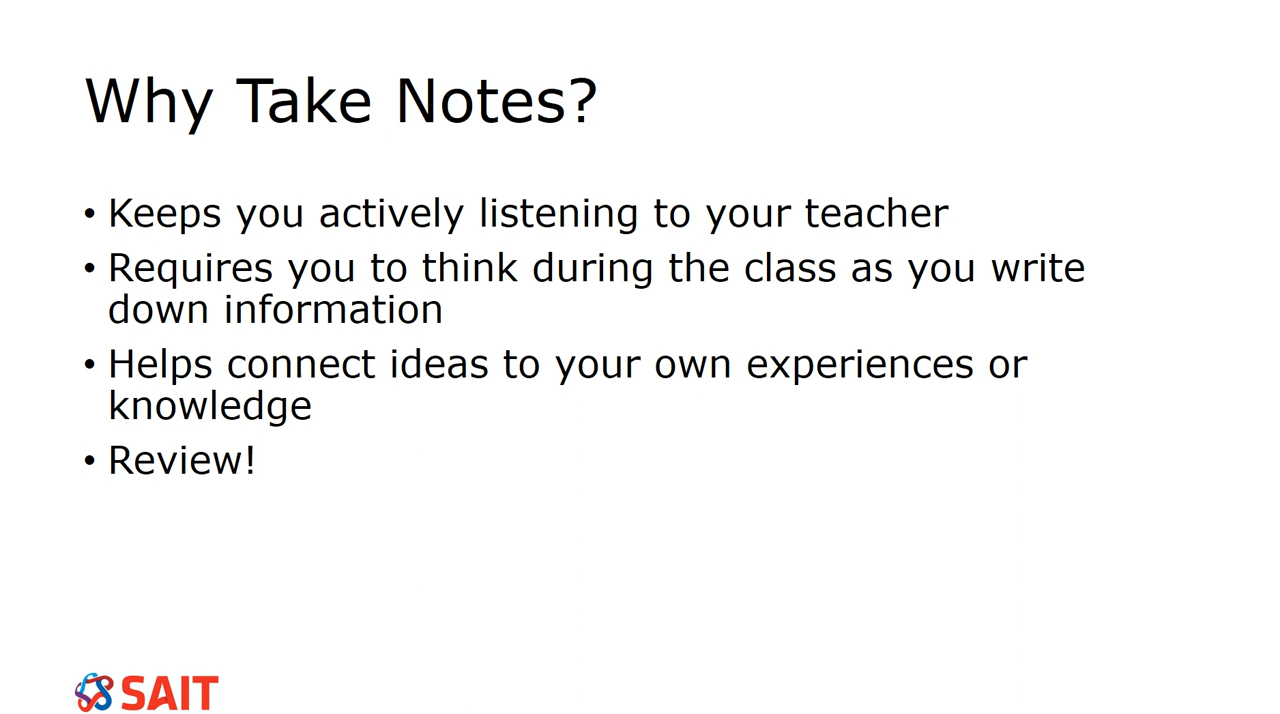 Why Take Notes?
• Keeps you actively listening to your teacher
• Requires you to think during the class as you write
down information
• Helps connect ideas to your own experiences or
knowledge
• Review!
SAIT